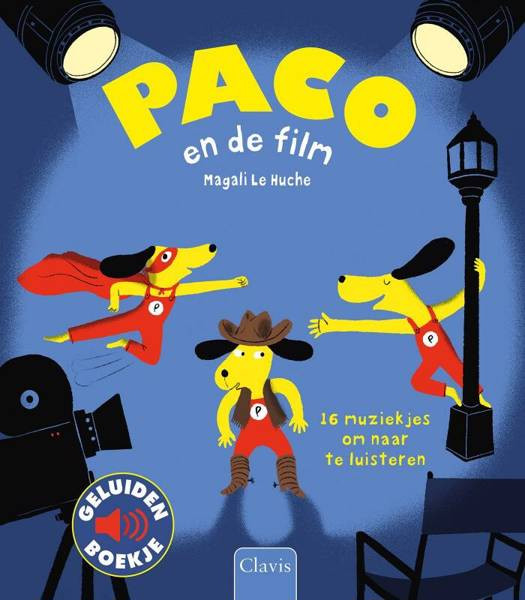 PACO
en de film
Magali Le Huche
P
P
P
16 muziekjes
om naar
te luisteren
GELUIDEN
BOEKJE
Clavis